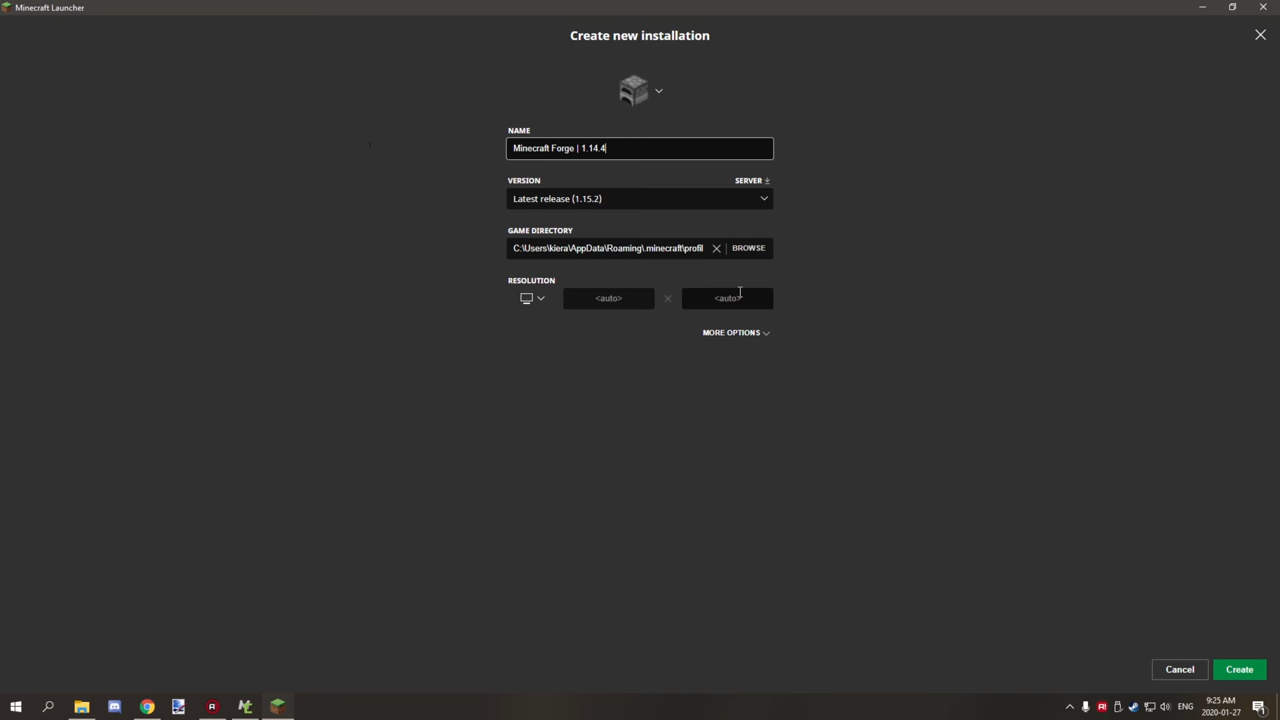 Minecraft Launcher
Create new installation
NAME
Minecraft Forge | 1.14.4
VERSION
SERVER
Latest release (1.15.2)
GAME DIRECTORY
C:\Users\kiera\AppData\Roaming\.minecraft\profil
BROWSE
RESOLUTION
<auto>
<auto>
MORE OPTIONS
Cancel
Create
ENG
9:25 AM
2020-01-27